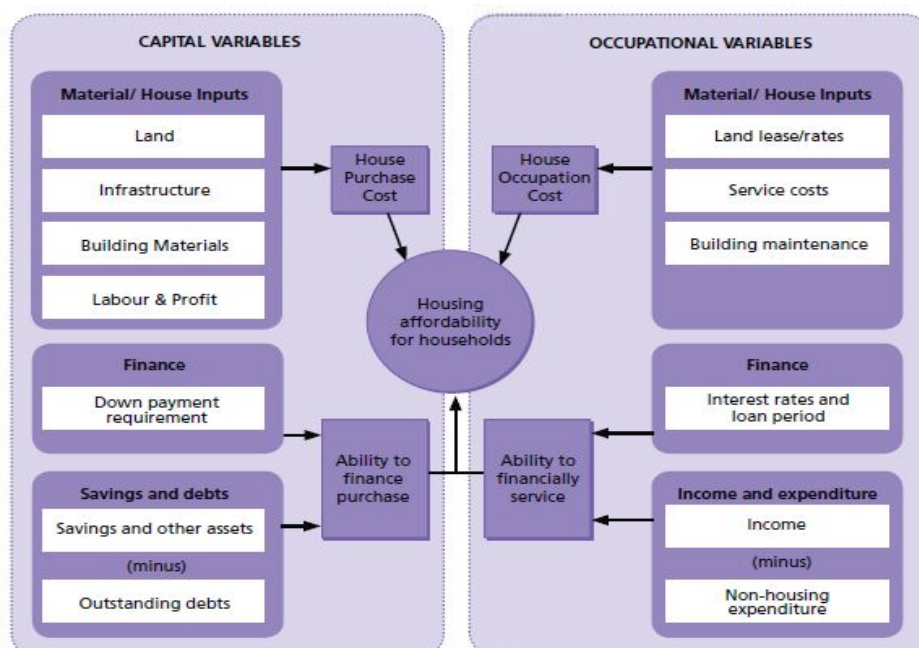 CAPITAL VARIABLES
Material/ House Inputs
Land
Infrastructure
Building Materials
Labour & Profit
House
Purchase
Cost
Finance
Down payment
requirement
Savings and debts
Savings and other assets
(minus)
Outstanding debts
Ability to
finance
purchase
Housing
affordability
for households
OCCUPATIONAL VARIABLES
Material/ House Inputs
Land lease/rates
Service costs
Building maintenance
House
Occupation
Cost
Finance
Interest rates and
loan period
Income and expenditure
Income
(minus)
Non-housing
expenditure
Ability to
financially
service